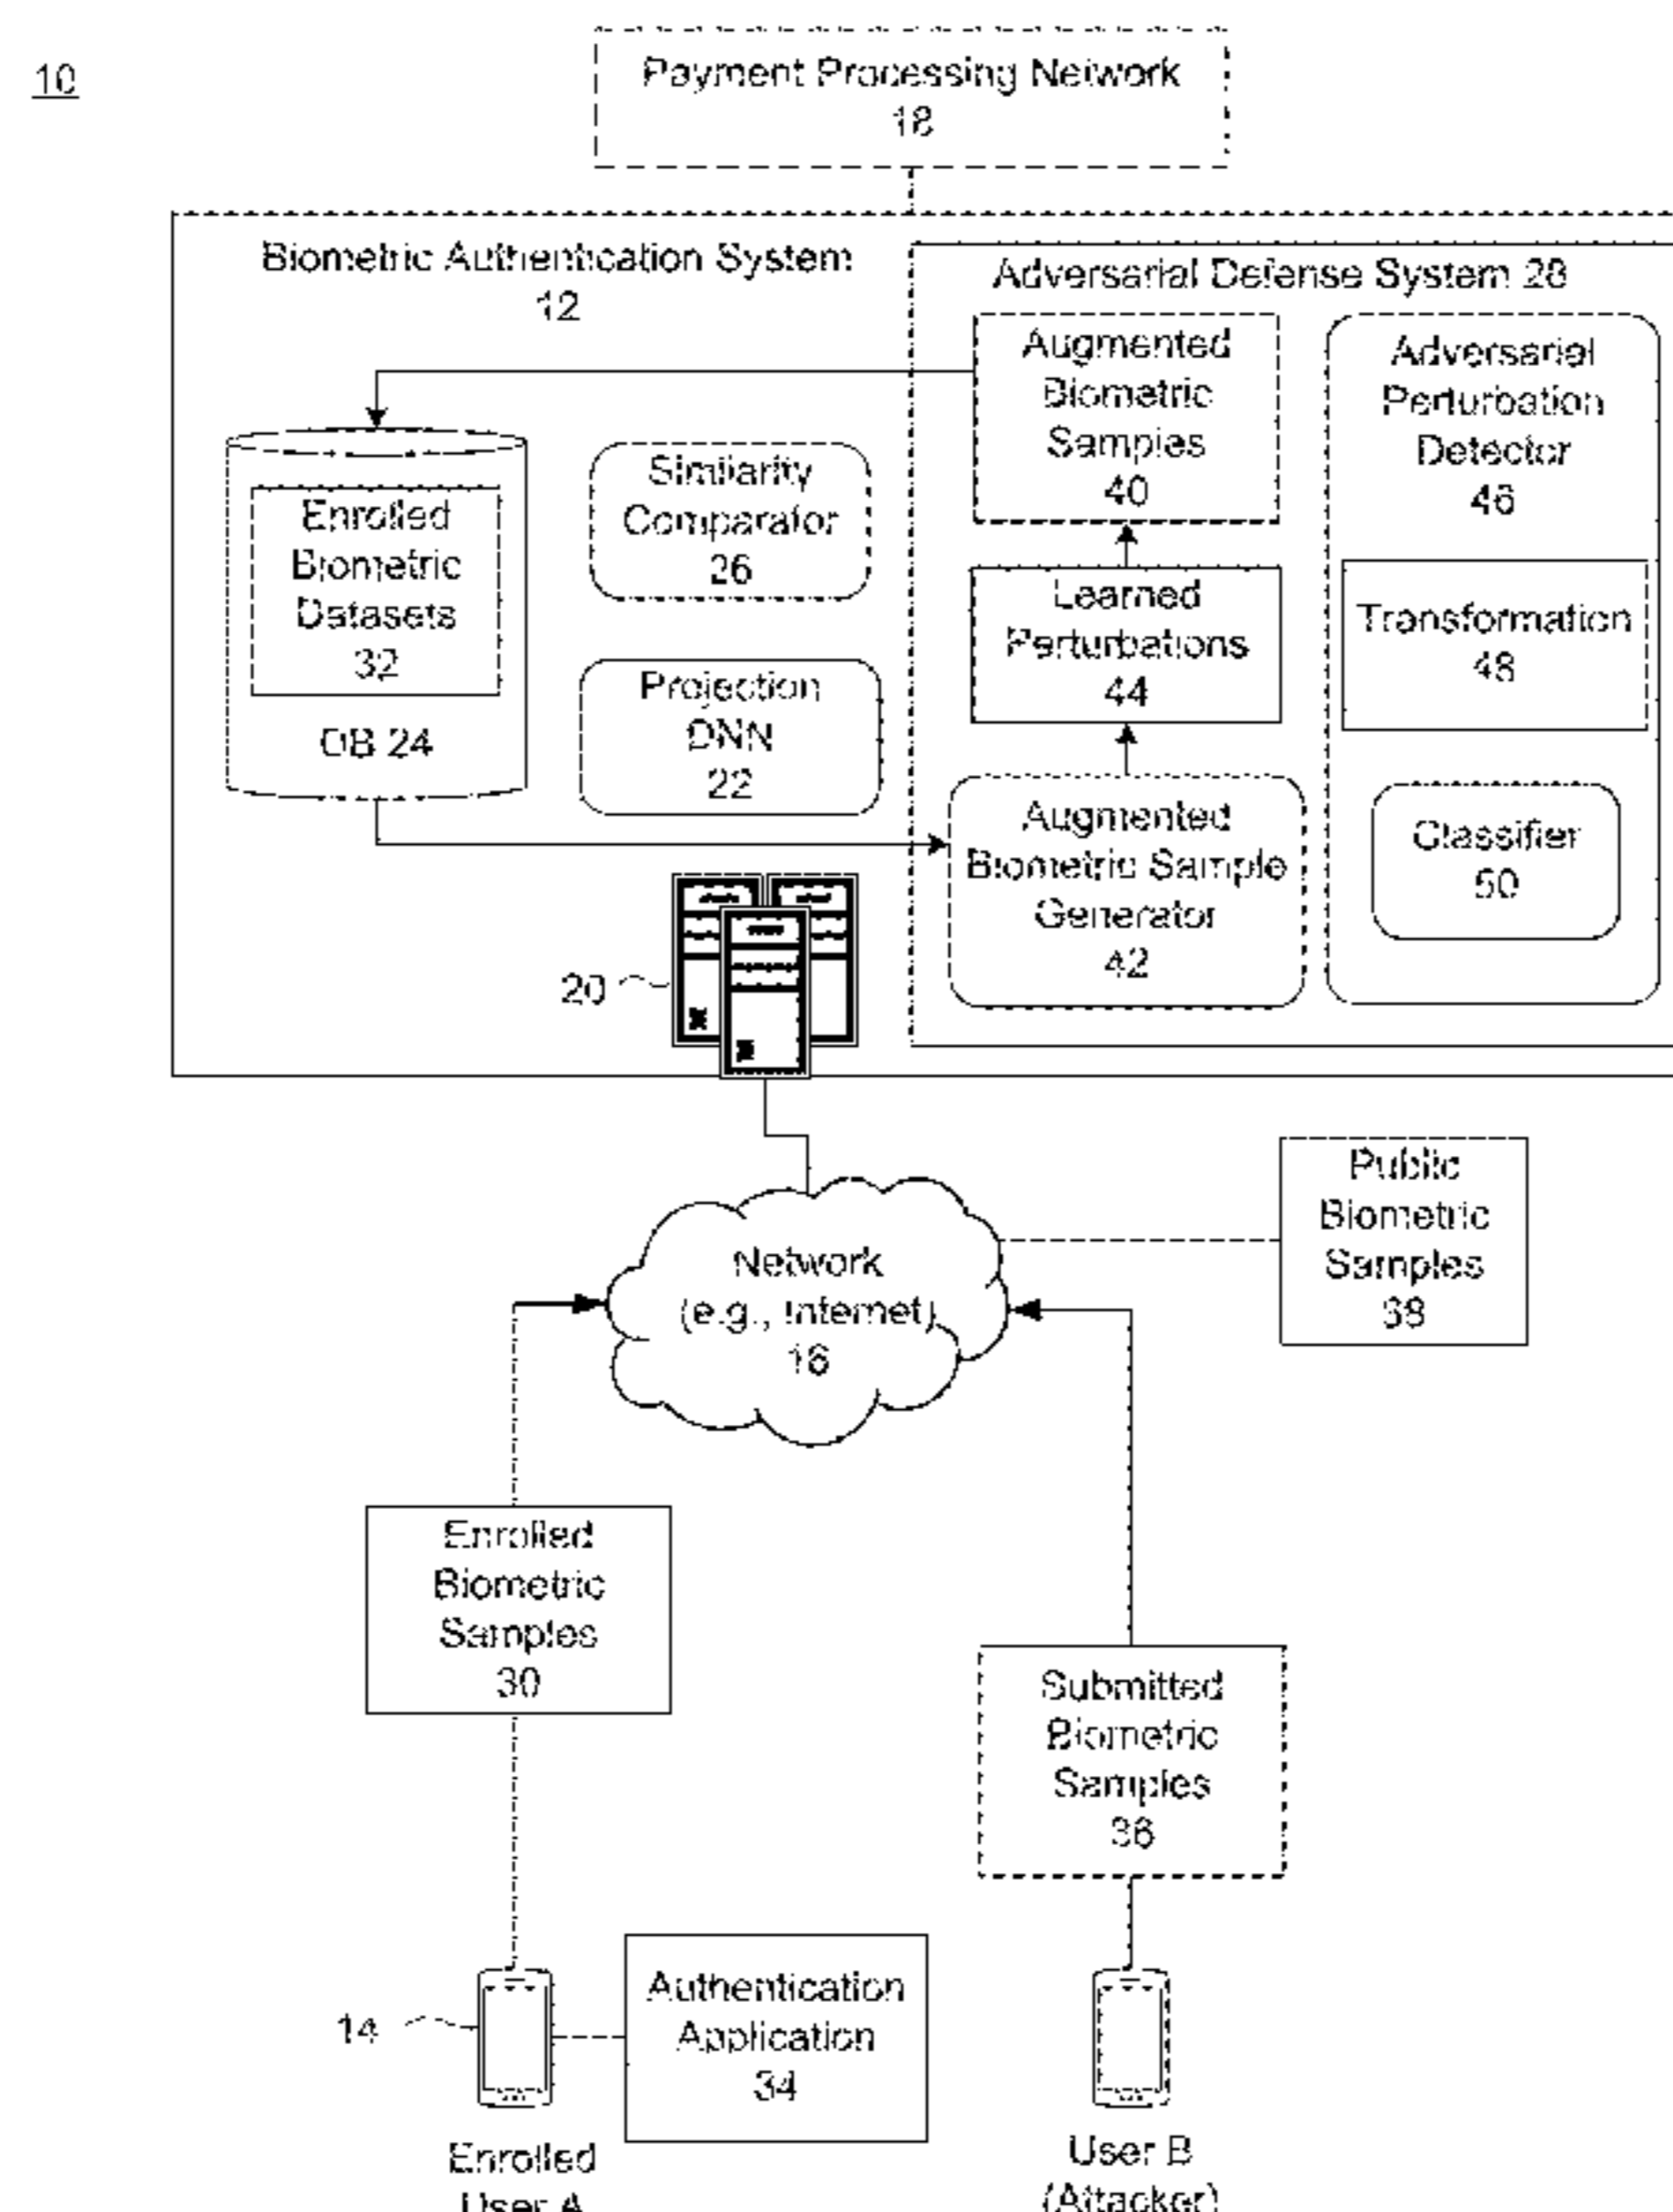 10
Payment Processing Network
18
Biometric Authentication System
12
Adversarial Defense System 28
Augmented
Biometric
Samples
40
Adversarial
Perturbation
Detector
46
Similarity
Comparator
26
Enrolled
Biometric
Datasets
32
DB 24
Learned
Perturbations
44
Transformation
48
Projection
DNN
22
Augmented
Biometric Sample
Generator
42
Classifier
50
20
Public
Biometric
Samples
38
Network
(e.g., Internet)
16
Enrolled
Biometric
Samples
30
Submitted
Biometric
Samples
36
14
Authentication
Application
34
Enrolled
User A
User B
(Attacker)